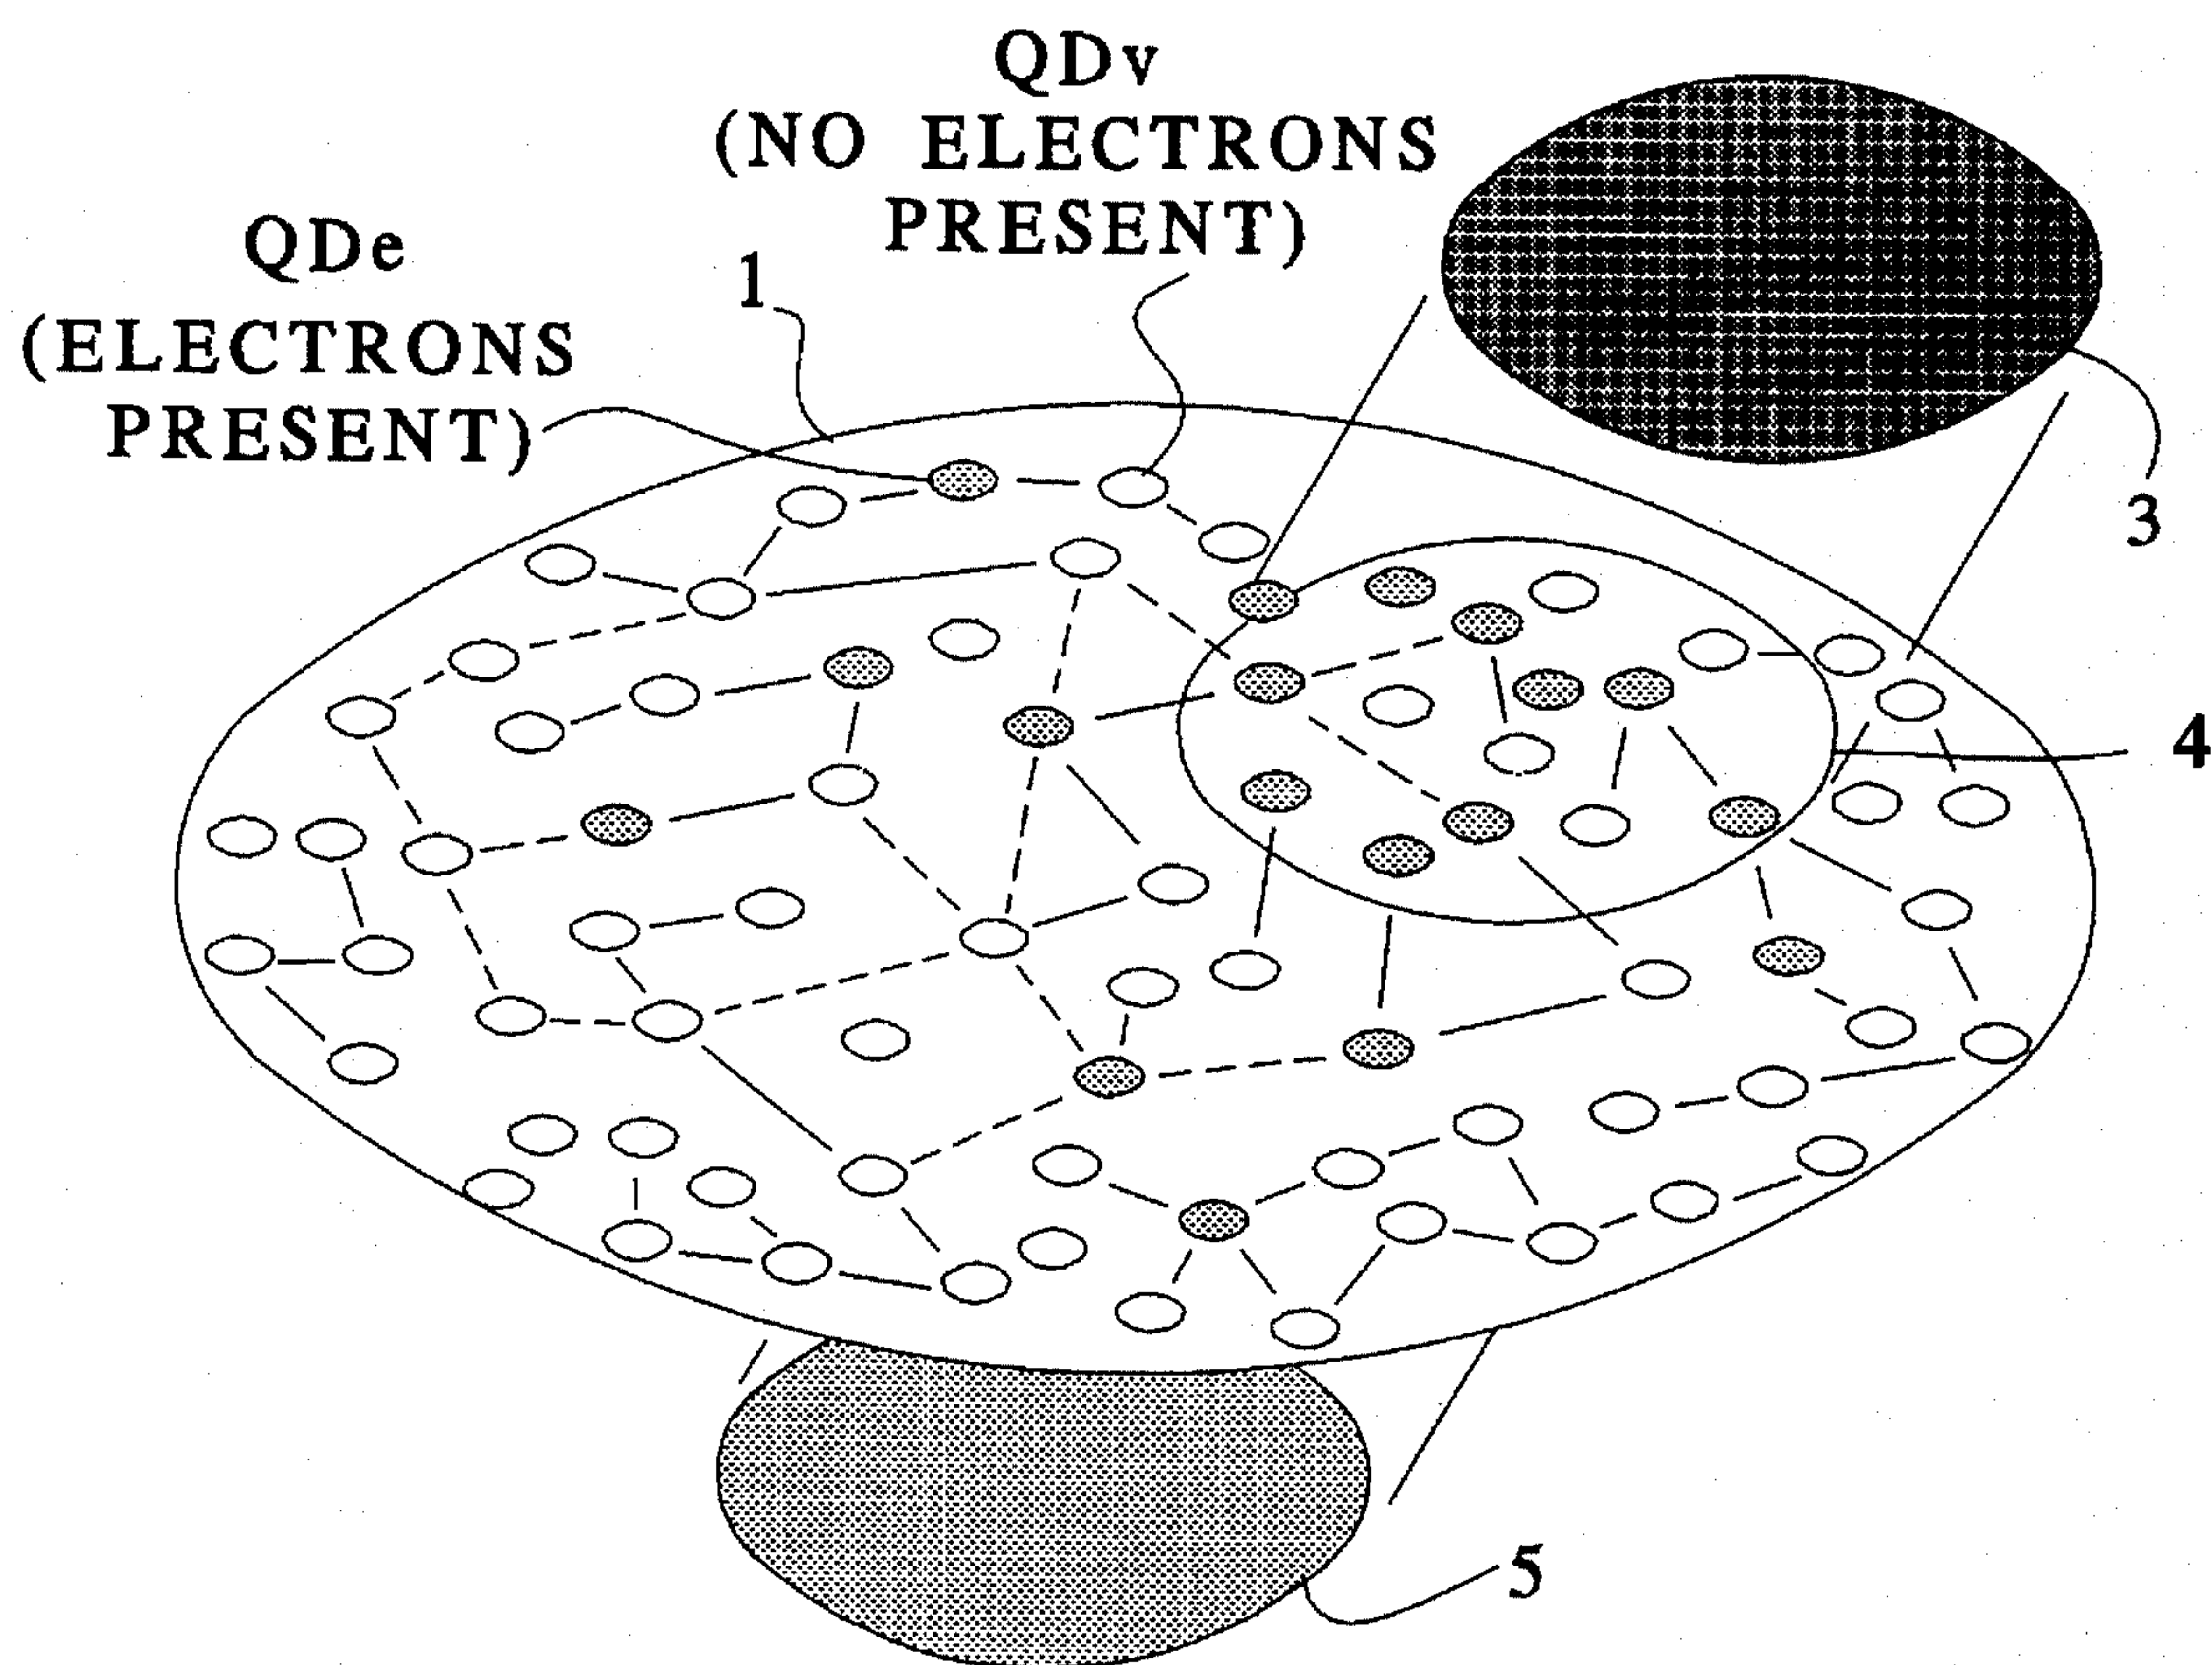 QDv
(NO ELECTRONS
PRESENT)
QDe
(ELECTRONS
PRESENT)
1
3
4
5